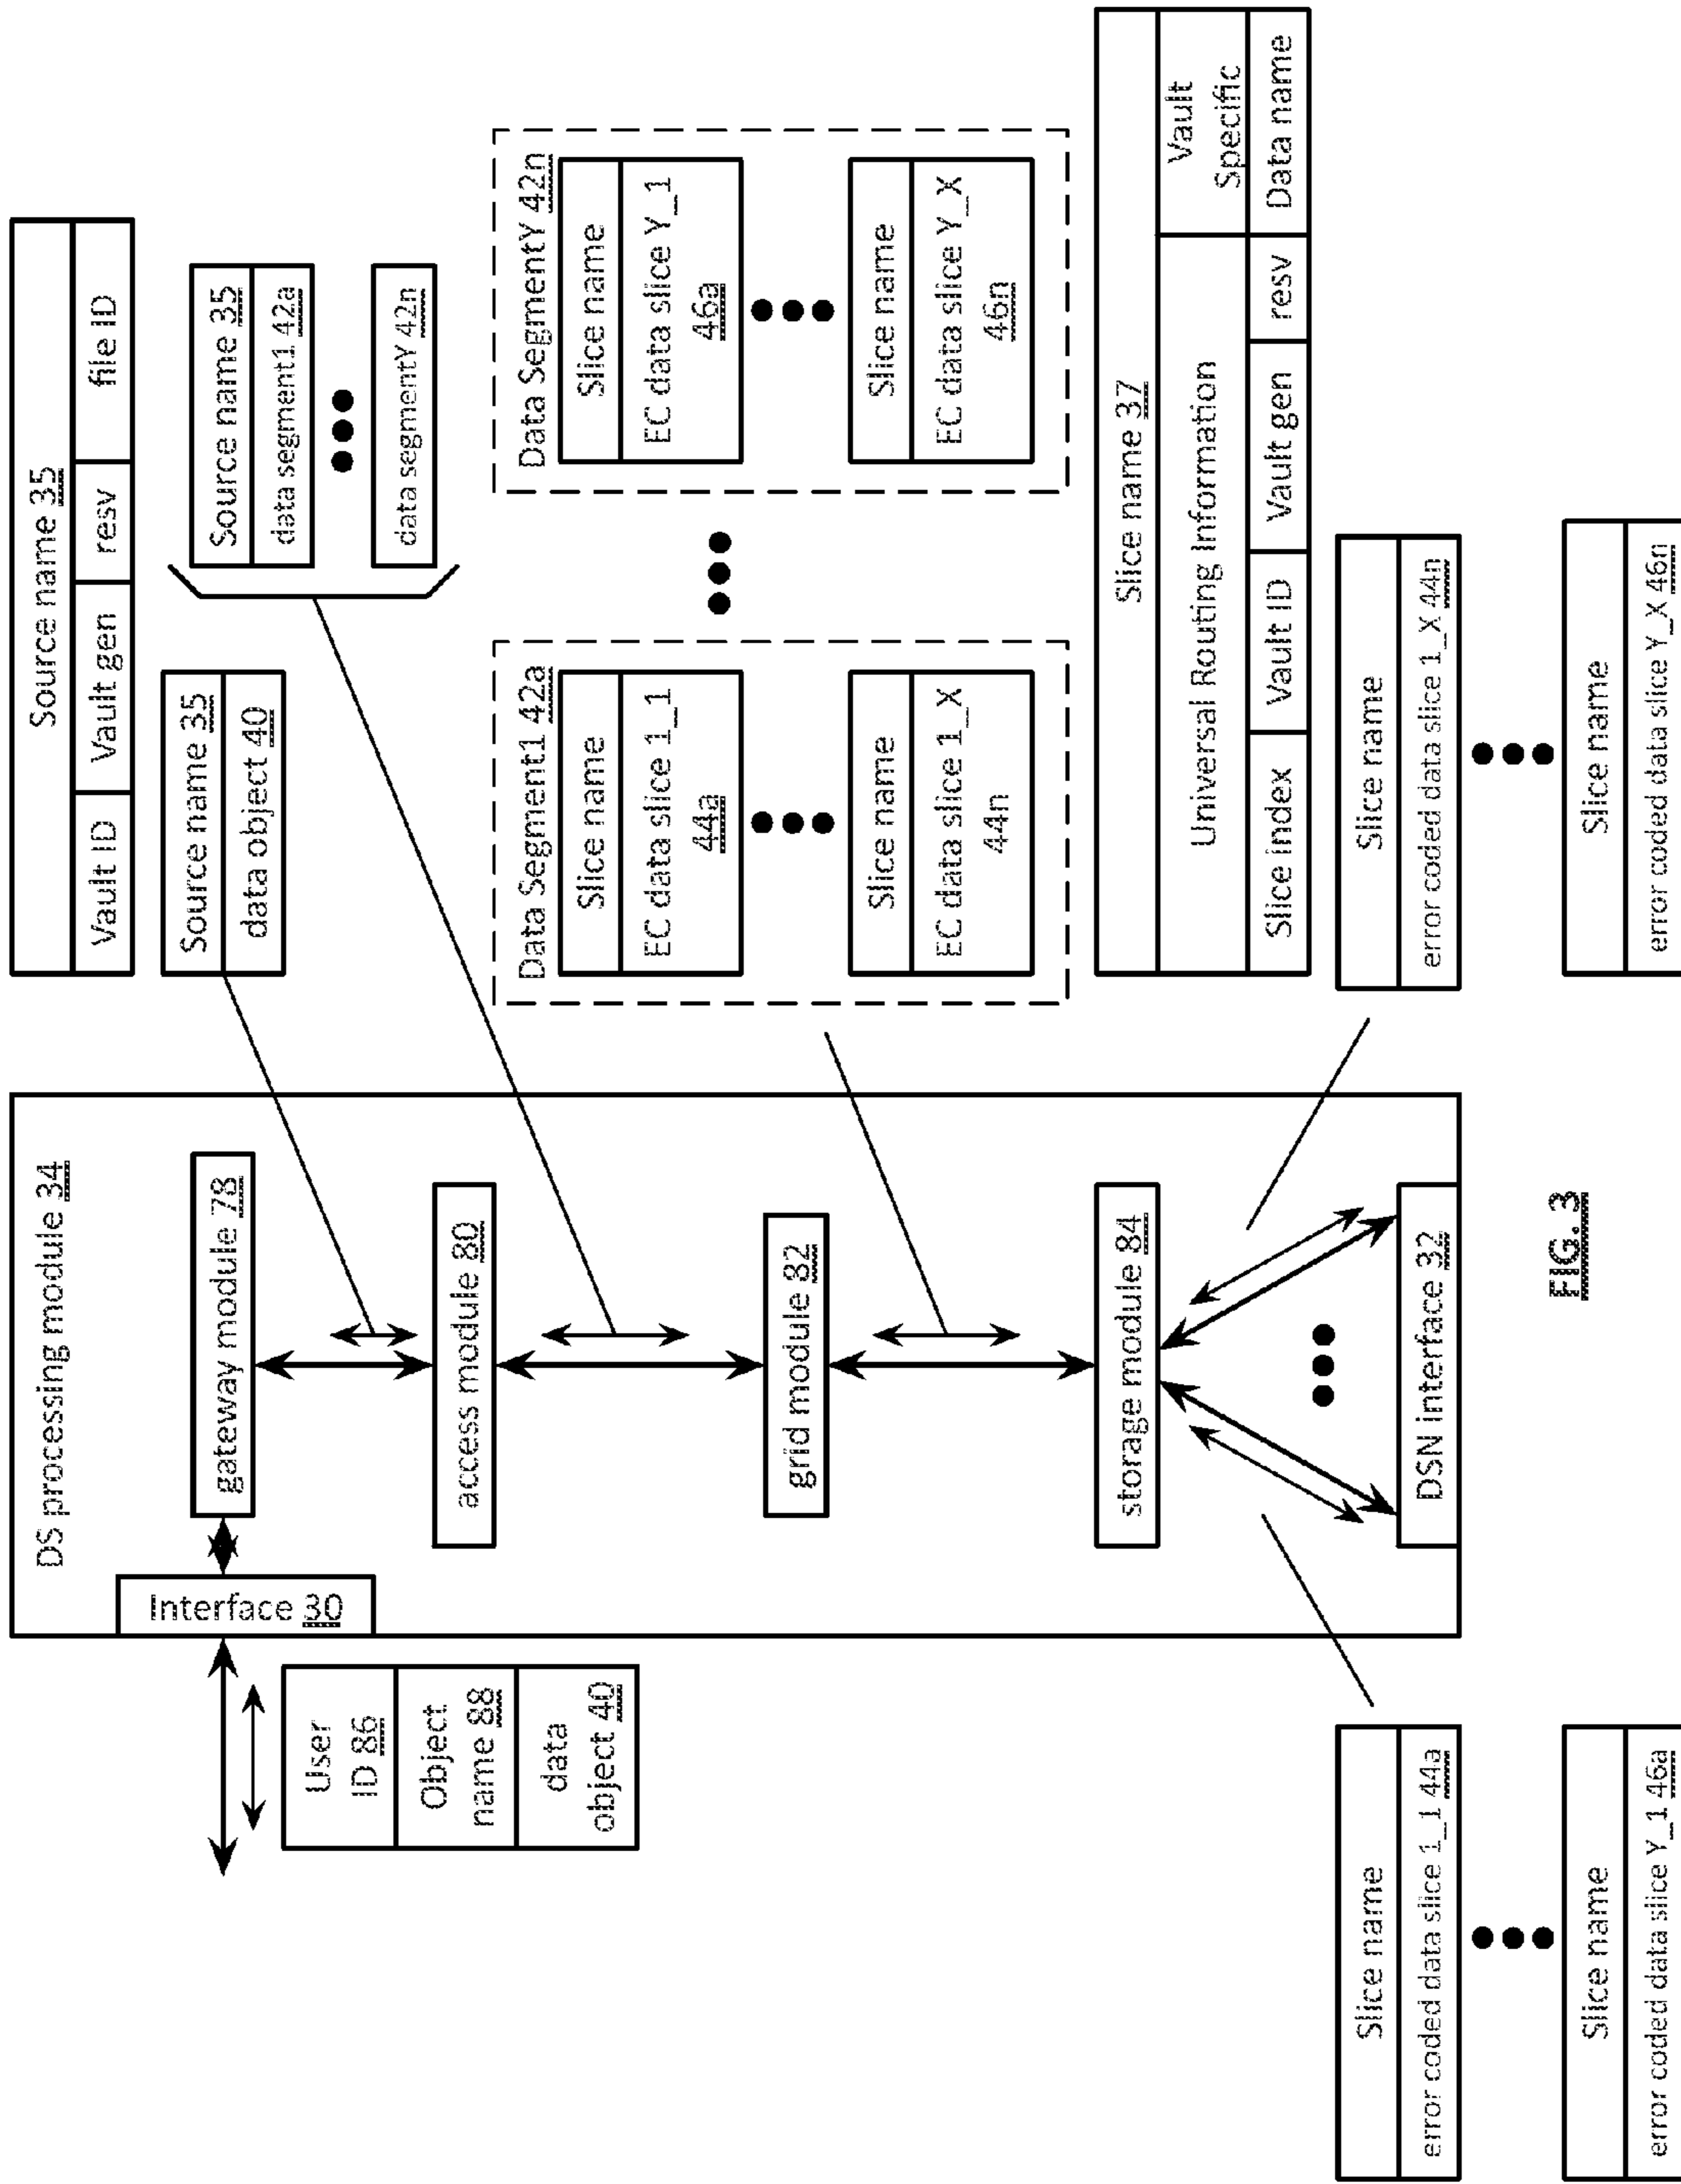 DS processing module 34
Interface 30
gateway module 78
access module 80
grid module 82
storage module 84
DSN interface 32
User
ID 86
Object
name 88
data
object 40
Source name 35
Vault ID
Vault gen
resv
file ID
Source name 35
data object 40
Source name 35
data segment1 42a
data segmentY 42n
Data Segment1 42a
Slice name
EC data slice 1_1
44a
Slice name
EC data slice 1_X
44n
Data SegmentY 42n
Slice name
EC data slice Y_1
46a
Slice name
EC data slice Y_X
46n
Slice name 37
Universal Routing Information
Vault
Specific
Slice index
Vault ID
Vault gen
resv
Data name
Slice name
error coded data slice 1_1 44a
Slice name
error coded data slice Y_1 46a
Slice name
error coded data slice 1_X 44n
Slice name
error coded data slice Y_X 46n
FIG. 3